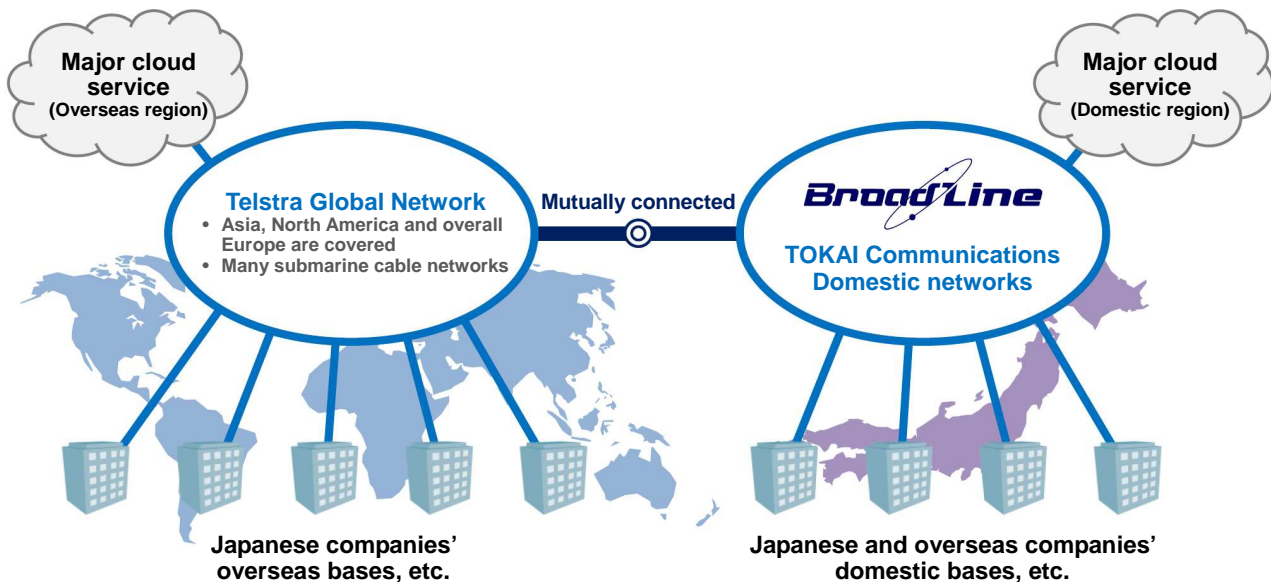 Major cloud
service
(Overseas region)
Major cloud
service
(Domestic region)
Telstra Global Network
• Asia, North America and overall
Europe are covered
• Many submarine cable networks
Mutually connected
BroadLine
TOKAI Communications
Domestic networks
Japanese companies’
overseas bases, etc.
Japanese and overseas companies’
domestic bases, etc.